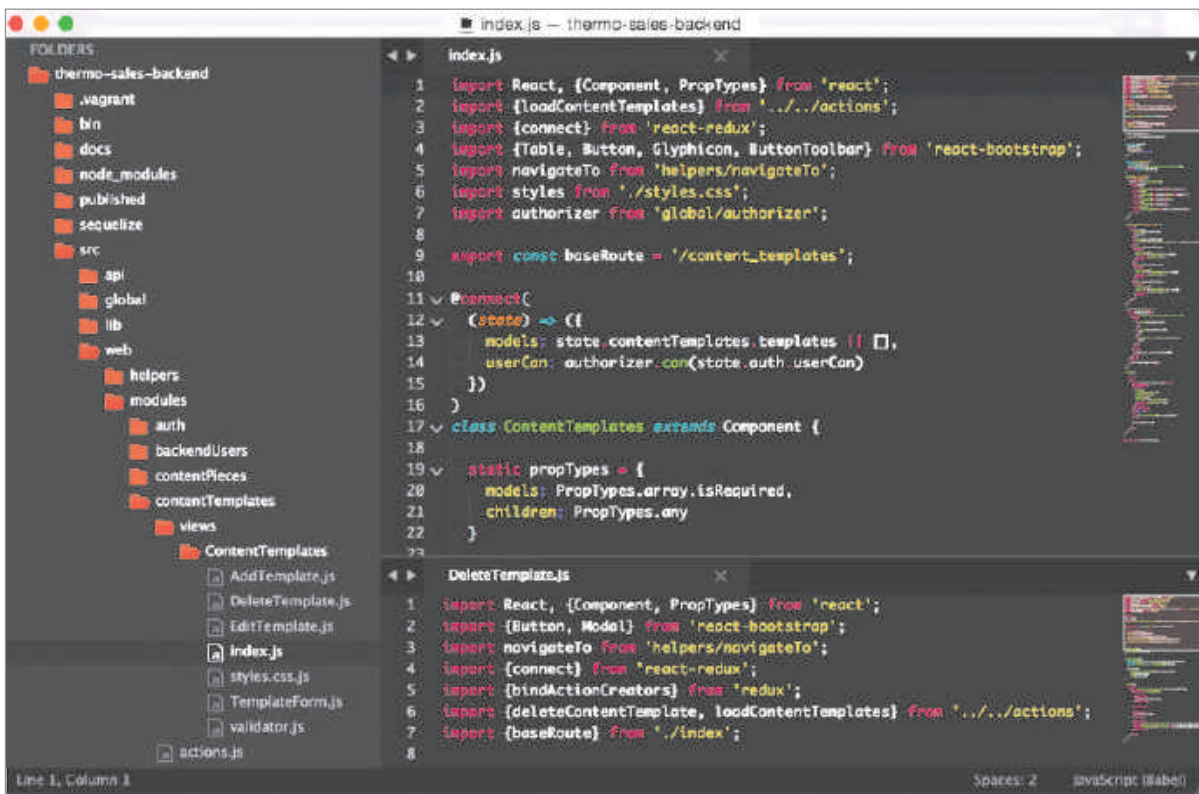 index.js — thermo-sales-backend
FOLDERS
thermo-sales-backend
.vagrant
bin
docs
node_modules
published
sequelize
src
api
global
lib
web
helpers
modules
auth
backendUsers
contentPieces
contentTemplates
views
ContentTemplates
AddTemplate.js
DeleteTemplate.js
EditTemplate.js
index.js
styles.css.js
TemplateForm.js
validator.js
actions.js
index.js
1 import React, {Component, PropTypes} from 'react';
2 import {loadContentTemplates} from '../../actions';
3 import {connect} from 'react-redux';
4 import {Table, Button, Glyphicon, ButtonToolbar} from 'react-bootstrap';
5 import navigateTo from 'helpers/navigateTo';
6 import styles from './styles.css';
7 import authorizer from 'global/authorizer';
8
9 export const baseRoute = '/content_templates';
10
11 @connect(
12 (state) => ({
13 models: state.contentTemplates.templates || [],
14 userCan: authorizer.can(state.auth.userCan)
15 })
16 )
17 class ContentTemplates extends Component {
18
19 static propTypes = {
20 models: PropTypes.array.isRequired,
21 children: PropTypes.any
22 }
23
DeleteTemplate.js
1 import React, {Component, PropTypes} from 'react';
2 import {Button, Modal} from 'react-bootstrap';
3 import navigateTo from 'helpers/navigateTo';
4 import {connect} from 'react-redux';
5 import {bindActionCreators} from 'redux';
6 import {deleteContentTemplate, loadContentTemplates} from '../../actions';
7 import {baseRoute} from './index';
8
Line 1, Column 1
Spaces: 2
JavaScript (Babel)